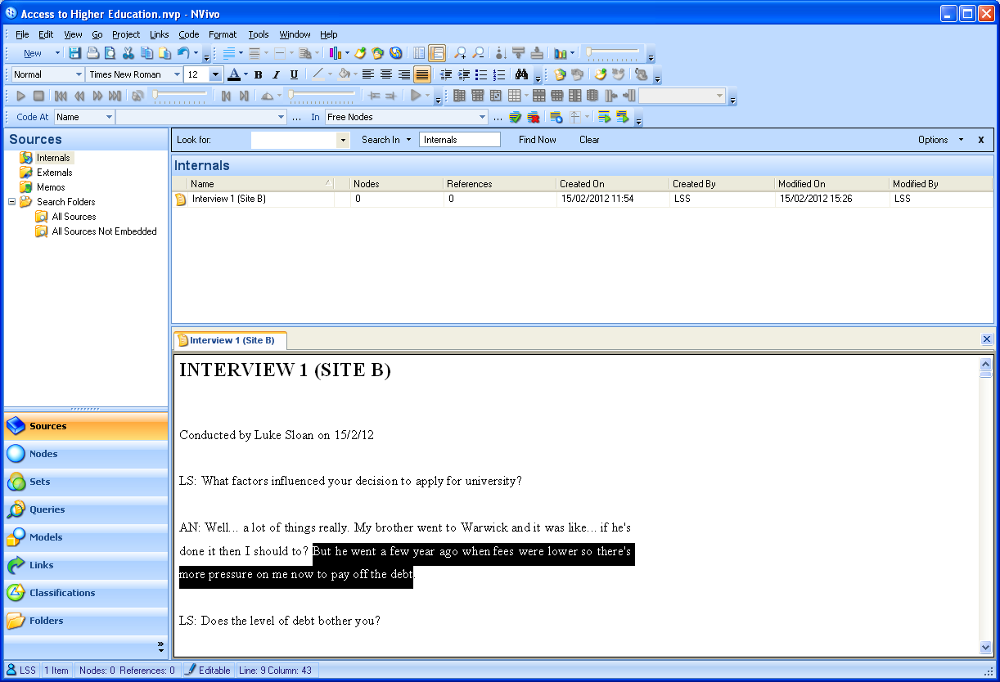 Access to Higher Education.nvp - NVivo
File Edit View Go Project Links Code Format Tools Window Help
New
Normal Times New Roman 12 A B I U
Code At Name ... In Free Nodes ...
Sources
Internals
Externals
Memos
Search Folders
All Sources
All Sources Not Embedded
Look for: Search In Internals Find Now Clear Options x
Internals
Name Nodes References Created On Created By Modified On Modified By
Interview 1 (Site B) 0 0 15/02/2012 11:54 LSS 15/02/2012 15:26 LSS
Interview 1 (Site B)
INTERVIEW 1 (SITE B)
Conducted by Luke Sloan on 15/2/12
LS: What factors influenced your decision to apply for university?
AN: Well... a lot of things really. My brother went to Warwick and it was like... if he's
done it then I should to? But he went a few year ago when fees were lower so there's
more pressure on me now to pay off the debt.
LS: Does the level of debt bother you?
Sources
Nodes
Sets
Queries
Models
Links
Classifications
Folders
»
LSS 1 Item Nodes: 0 References: 0 Editable Line: 9 Column: 43